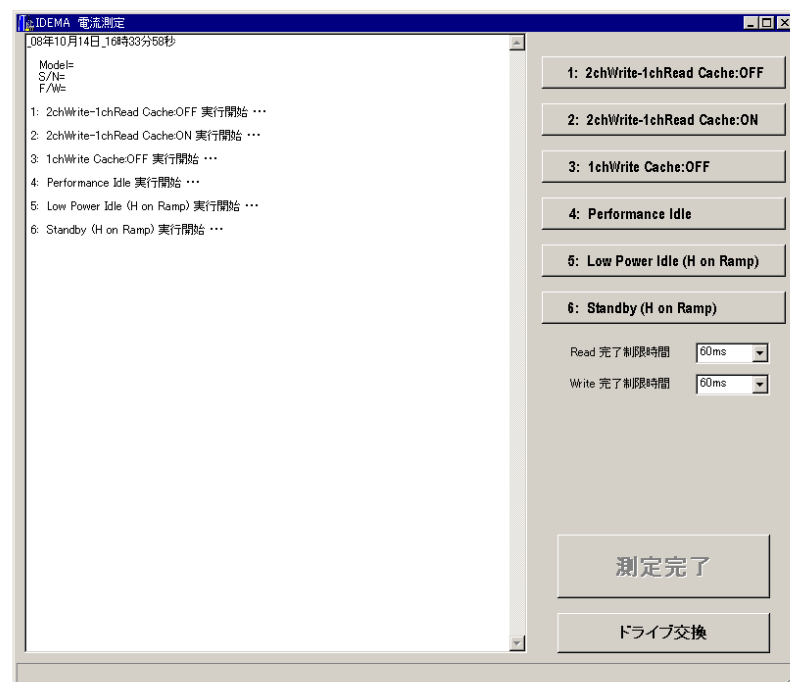 IDEMA 電流測定
_08年10月14日_16時33分58秒
Model=
S/N=
F/W=
1: 2chWrite-1chRead Cache:OFF 実行開始 ･･･
2: 2chWrite-1chRead Cache:ON 実行開始 ･･･
3: 1chWrite Cache:OFF 実行開始 ･･･
4: Performance Idle 実行開始 ･･･
5: Low Power Idle (H on Ramp) 実行開始 ･･･
6: Standby (H on Ramp) 実行開始 ･･･
1: 2chWrite-1chRead Cache:OFF
2: 2chWrite-1chRead Cache:ON
3: 1chWrite Cache:OFF
4: Performance Idle
5: Low Power Idle (H on Ramp)
6: Standby (H on Ramp)
Read 完了制限時間 60ms
Write 完了制限時間 60ms
測定完了
ドライブ交換